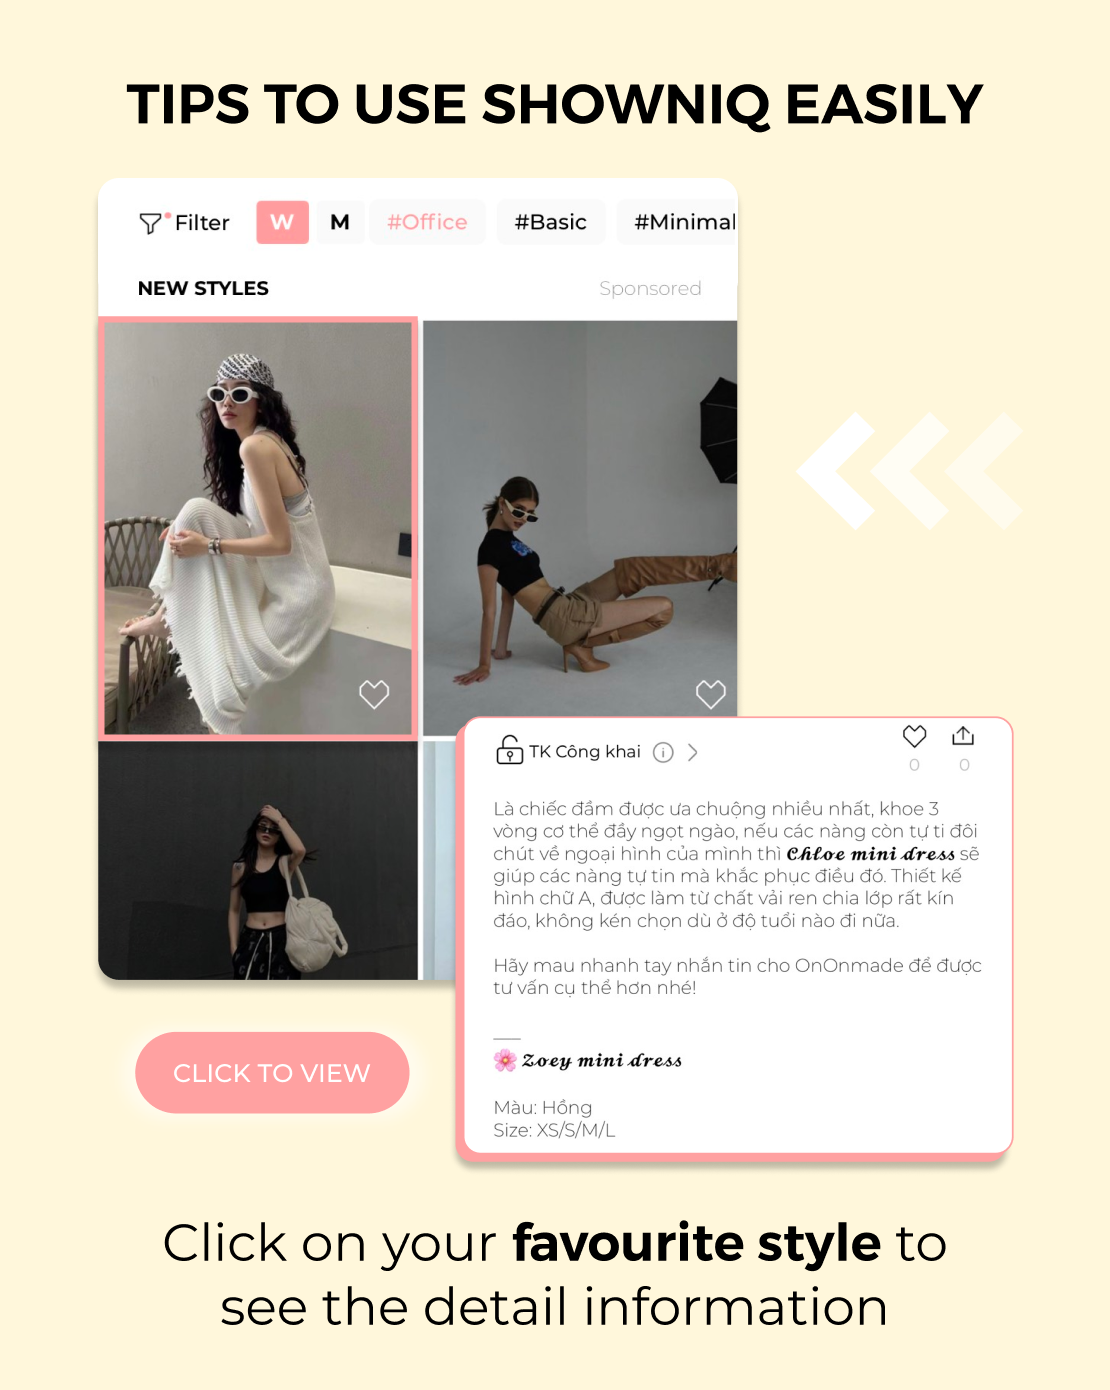 TIPS TO USE SHOWNIQ EASILY
Filter W M #Office #Basic #Minimal
NEW STYLES Sponsored
TK Công khai
0 0
Là chiếc đầm được ưa chuộng nhiều nhất, khoe 3
vòng cơ thể đầy ngọt ngào, nếu các nàng còn tự ti đôi
chút về ngoại hình của mình thì Chloe mini dress sẽ
giúp các nàng tự tin mà khắc phục điều đó. Thiết kế
hình chữ A, được làm từ chất vải ren chia lớp rất kín
đáo, không kén chọn dù ở độ tuổi nào đi nữa.
Hãy mau nhanh tay nhắn tin cho OnOnmade để được
tư vấn cụ thể hơn nhé!
🌸 Zoey mini dress
Màu: Hồng
Size: XS/S/M/L
CLICK TO VIEW
Click on your favourite style to
see the detail information